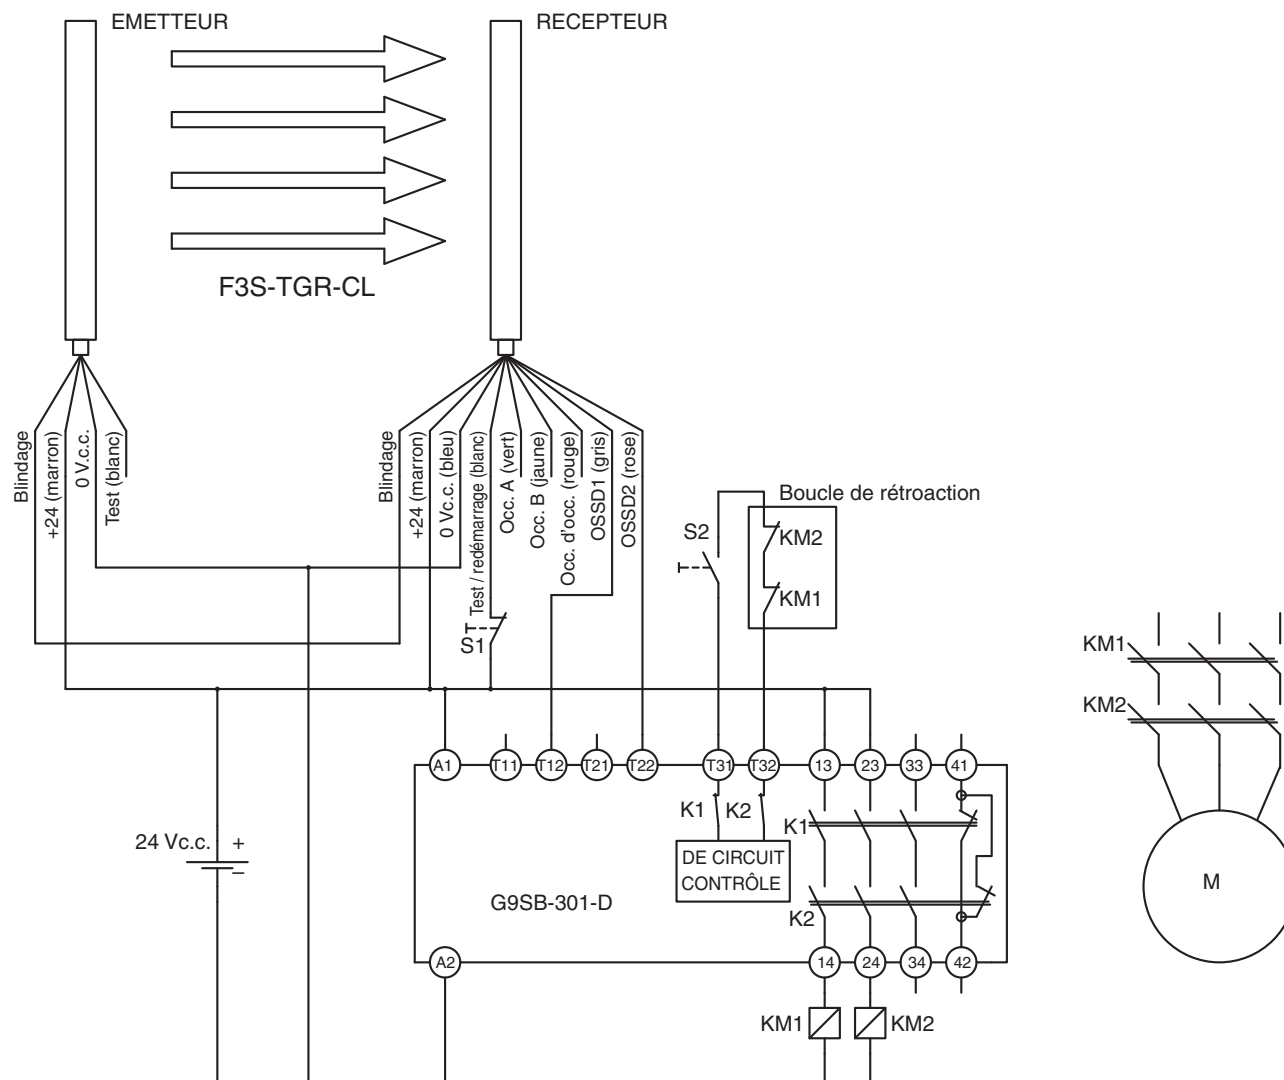 EMETTEUR
RECEPTEUR
F3S-TGR-CL
Blindage
+24 (marron)
0 V.c.c.
Test (blanc)
Blindage
+24 (marron)
0 Vc.c. (bleu)
Test / redémarrage (blanc)
Occ. A (vert)
Occ. B (jaune)
Occ. d'occ. (rouge)
OSSD1 (gris)
OSSD2 (rose)
Boucle de rétroaction
S2
KM2
KM1
S1
KM1
KM2
A1
T11
T12
T21
T22
T31
T32
13
23
33
41
K1
K2
K1
24 Vc.c.
+
–
DE CIRCUIT
CONTRÔLE
M
G9SB-301-D
K2
A2
14
24
34
42
KM1
KM2